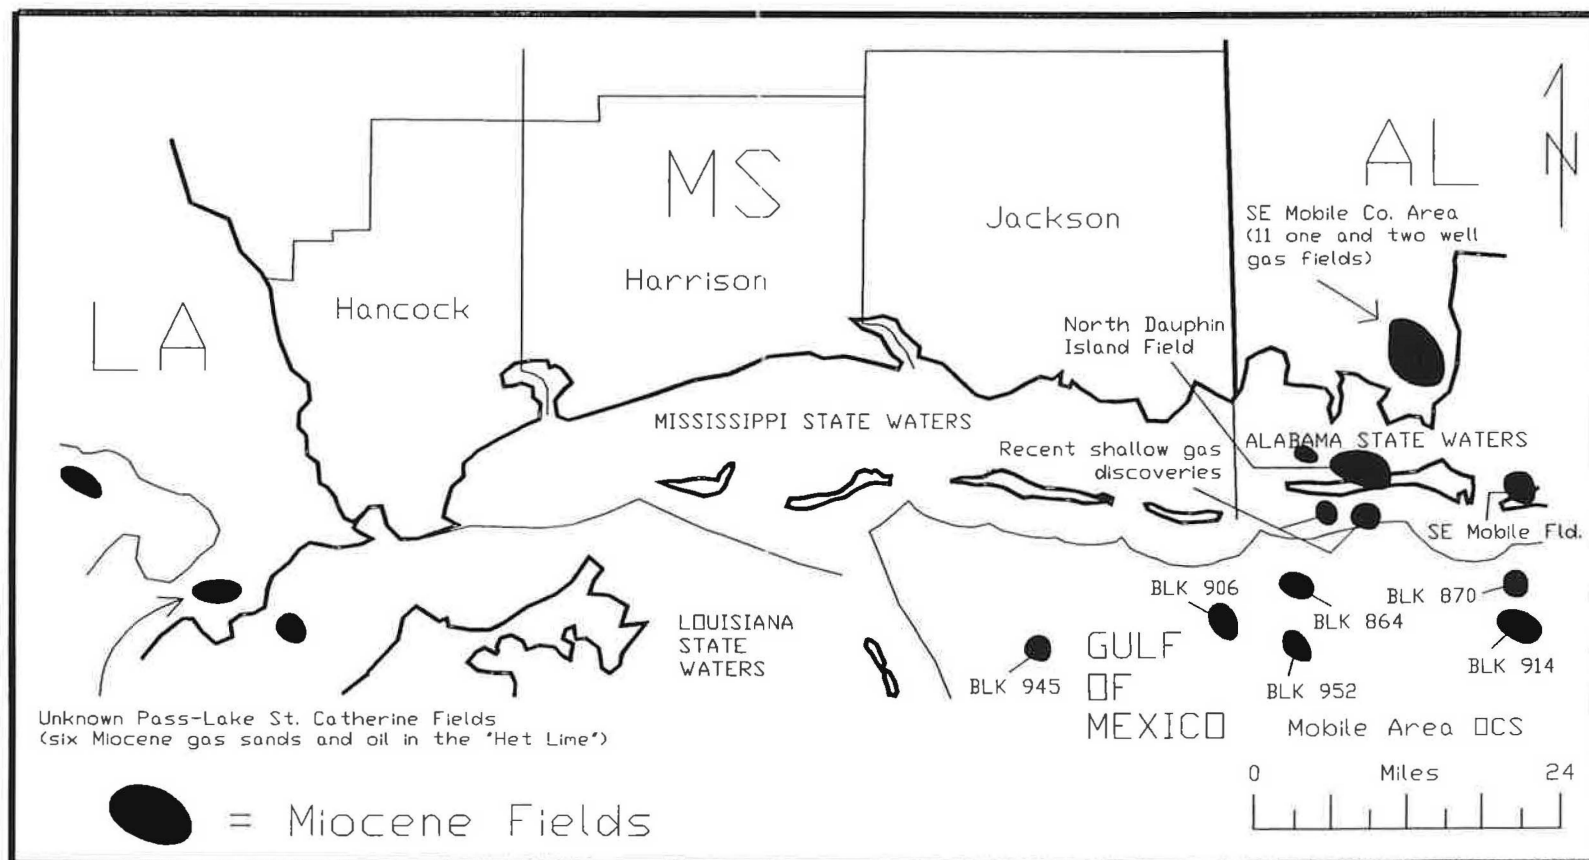 MS
AL
N
LA
Hancock
Harrison
Jackson
SE Mobile Co. Area
(11 one and two well
gas fields)
North Dauphin
Island Field
MISSISSIPPI STATE WATERS
ALABAMA STATE WATERS
Recent shallow gas
discoveries
SE Mobile Fld.
BLK 906
BLK 870
BLK 864
LOUISIANA
STATE
WATERS
GULF
OF
MEXICO
BLK 914
BLK 945
BLK 952
Unknown Pass-Lake St. Catherine Fields
(six Miocene gas sands and oil in the "Het Lime")
Mobile Area OCS
0 Miles 24
= Miocene Fields